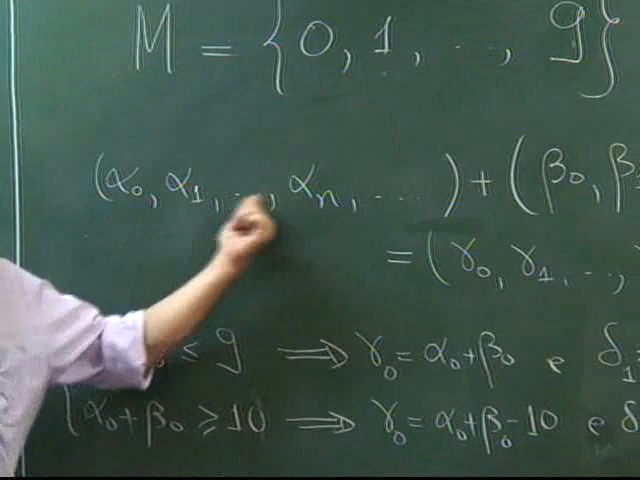 M = {0, 1, ..., 9}
(α₀, α₁, ..., αₙ, ...) + (β₀, β
= (γ₀, γ₁, ...,
≤ 9 ⟹ γ₀ = α₀+β₀ e δ₁
α₀+β₀ ≥ 10 ⟹ γ₀ = α₀+β₀-10 e δ